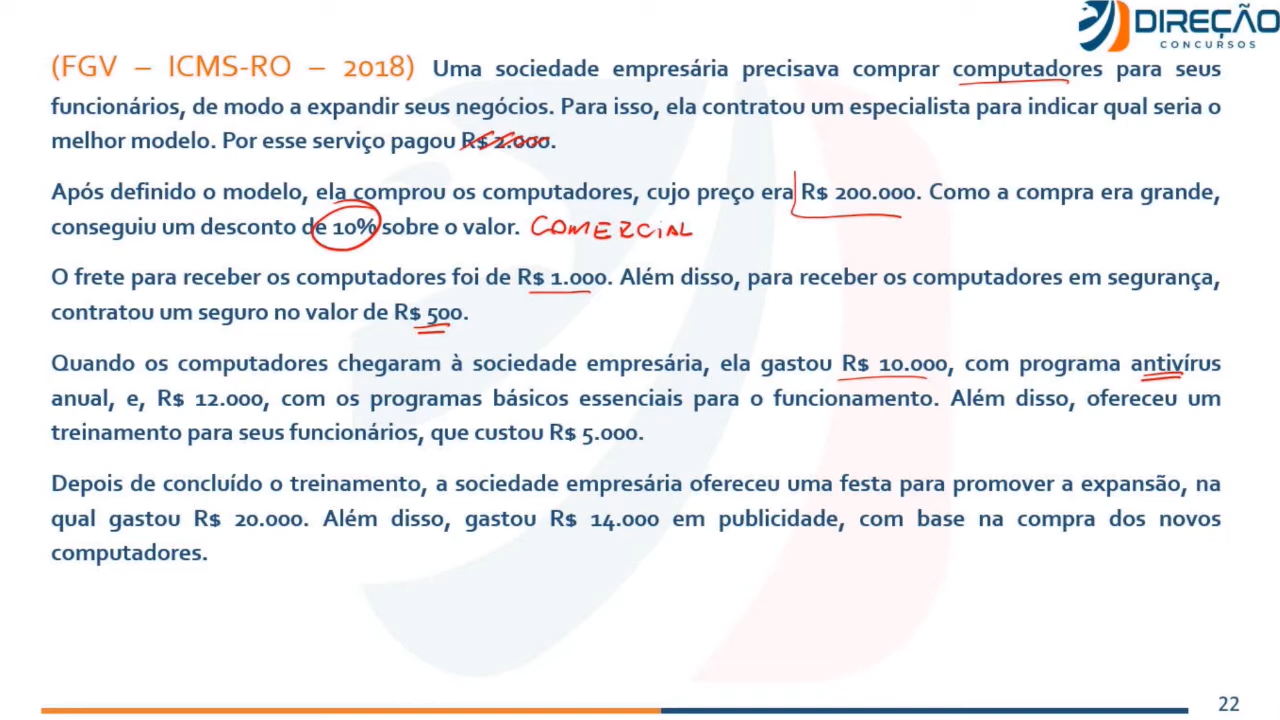 DIREÇÃO
CONCURSOS
(FGV – ICMS-RO – 2018) Uma sociedade empresária precisava comprar computadores para seus
funcionários, de modo a expandir seus negócios. Para isso, ela contratou um especialista para indicar qual seria o
melhor modelo. Por esse serviço pagou R$ 2.000.
Após definido o modelo, ela comprou os computadores, cujo preço era R$ 200.000. Como a compra era grande,
conseguiu um desconto de 10% sobre o valor. COMERCIAL
O frete para receber os computadores foi de R$ 1.000. Além disso, para receber os computadores em segurança,
contratou um seguro no valor de R$ 500.
Quando os computadores chegaram à sociedade empresária, ela gastou R$ 10.000, com programa antivírus
anual, e, R$ 12.000, com os programas básicos essenciais para o funcionamento. Além disso, ofereceu um
treinamento para seus funcionários, que custou R$ 5.000.
Depois de concluído o treinamento, a sociedade empresária ofereceu uma festa para promover a expansão, na
qual gastou R$ 20.000. Além disso, gastou R$ 14.000 em publicidade, com base na compra dos novos
computadores.
22